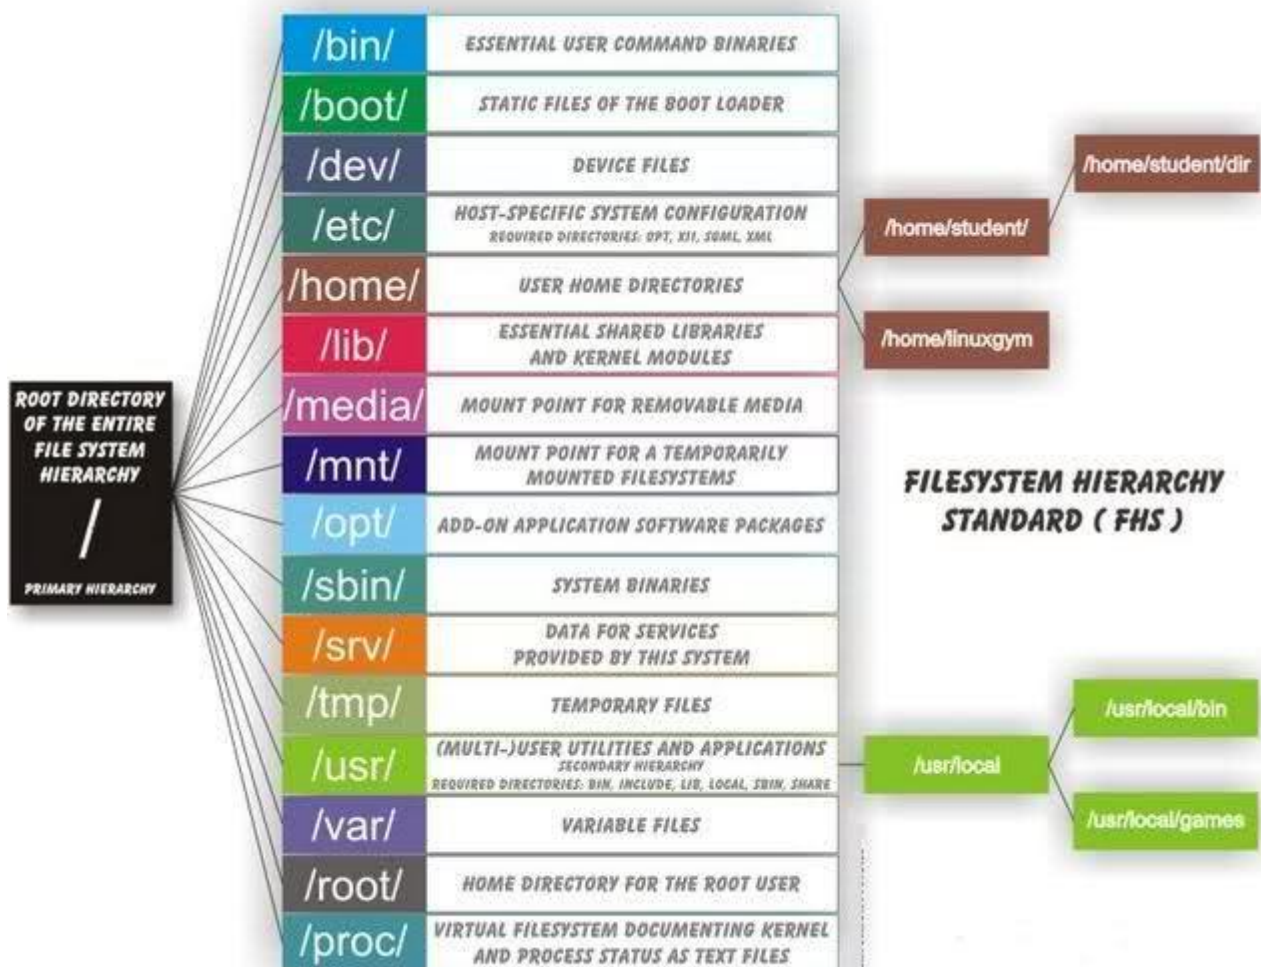 ROOT DIRECTORY
OF THE ENTIRE
FILE SYSTEM
HIERARCHY
/
PRIMARY HIERARCHY
/bin/
ESSENTIAL USER COMMAND BINARIES
/boot/
STATIC FILES OF THE BOOT LOADER
/dev/
DEVICE FILES
/etc/
HOST-SPECIFIC SYSTEM CONFIGURATION
REQUIRED DIRECTORIES: OPT, XII, SGML, XML
/home/
USER HOME DIRECTORIES
/home/student/
/home/student/dir
/home/linuxgym
/lib/
ESSENTIAL SHARED LIBRARIES
AND KERNEL MODULES
/media/
MOUNT POINT FOR REMOVABLE MEDIA
/mnt/
MOUNT POINT FOR A TEMPORARILY
MOUNTED FILESYSTEMS
/opt/
ADD-ON APPLICATION SOFTWARE PACKAGES
/sbin/
SYSTEM BINARIES
/srv/
DATA FOR SERVICES
PROVIDED BY THIS SYSTEM
/tmp/
TEMPORARY FILES
/usr/
(MULTI-)USER UTILITIES AND APPLICATIONS
SECONDARY HIERARCHY
REQUIRED DIRECTORIES: BIN, INCLUDE, LIB, LOCAL, SBIN, SHARE
/usr/local
/usr/local/bin
/usr/local/games
/var/
VARIABLE FILES
/root/
HOME DIRECTORY FOR THE ROOT USER
/proc/
VIRTUAL FILESYSTEM DOCUMENTING KERNEL
AND PROCESS STATUS AS TEXT FILES
FILESYSTEM HIERARCHY
STANDARD ( FHS )